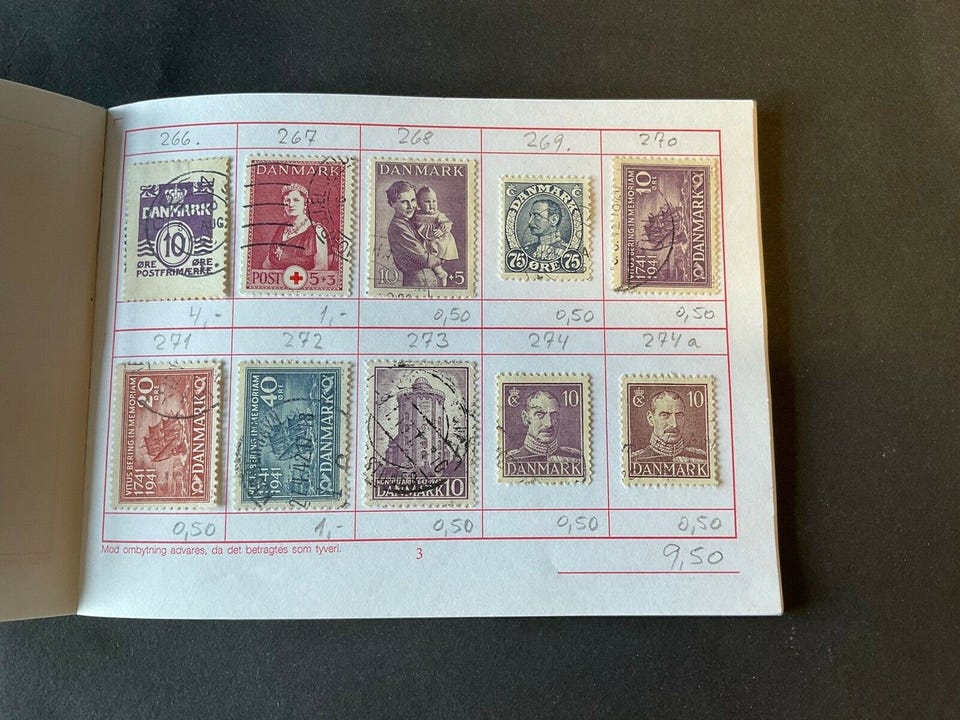 266. 267 268 269. 270
DANMARK
10
ØRE ØRE
POSTFRIMÆRKE.
DANMARK
POST 5+3
DANMARK
10 +5
DANMARK
75 ØRE 75
VITUS BERING IN MEMORIAM
1741
1941
10
ØRE
DANMARK
4,- 1,- 0,50 0,50 0,50
271 272 273 274 274a
VITUS BERING IN MEMORIAM
1741
1941
20
ØRE
DANMARK
VITUS BERING IN MEMORIAM
1741
1941
40
ØRE
DANMARK
DANMARK 10
10
DANMARK
10
DANMARK
0,50 1,- 0,50 0,50 0,50
Mod ombytning advares, da det betragtes som tyveri. 3
9,50